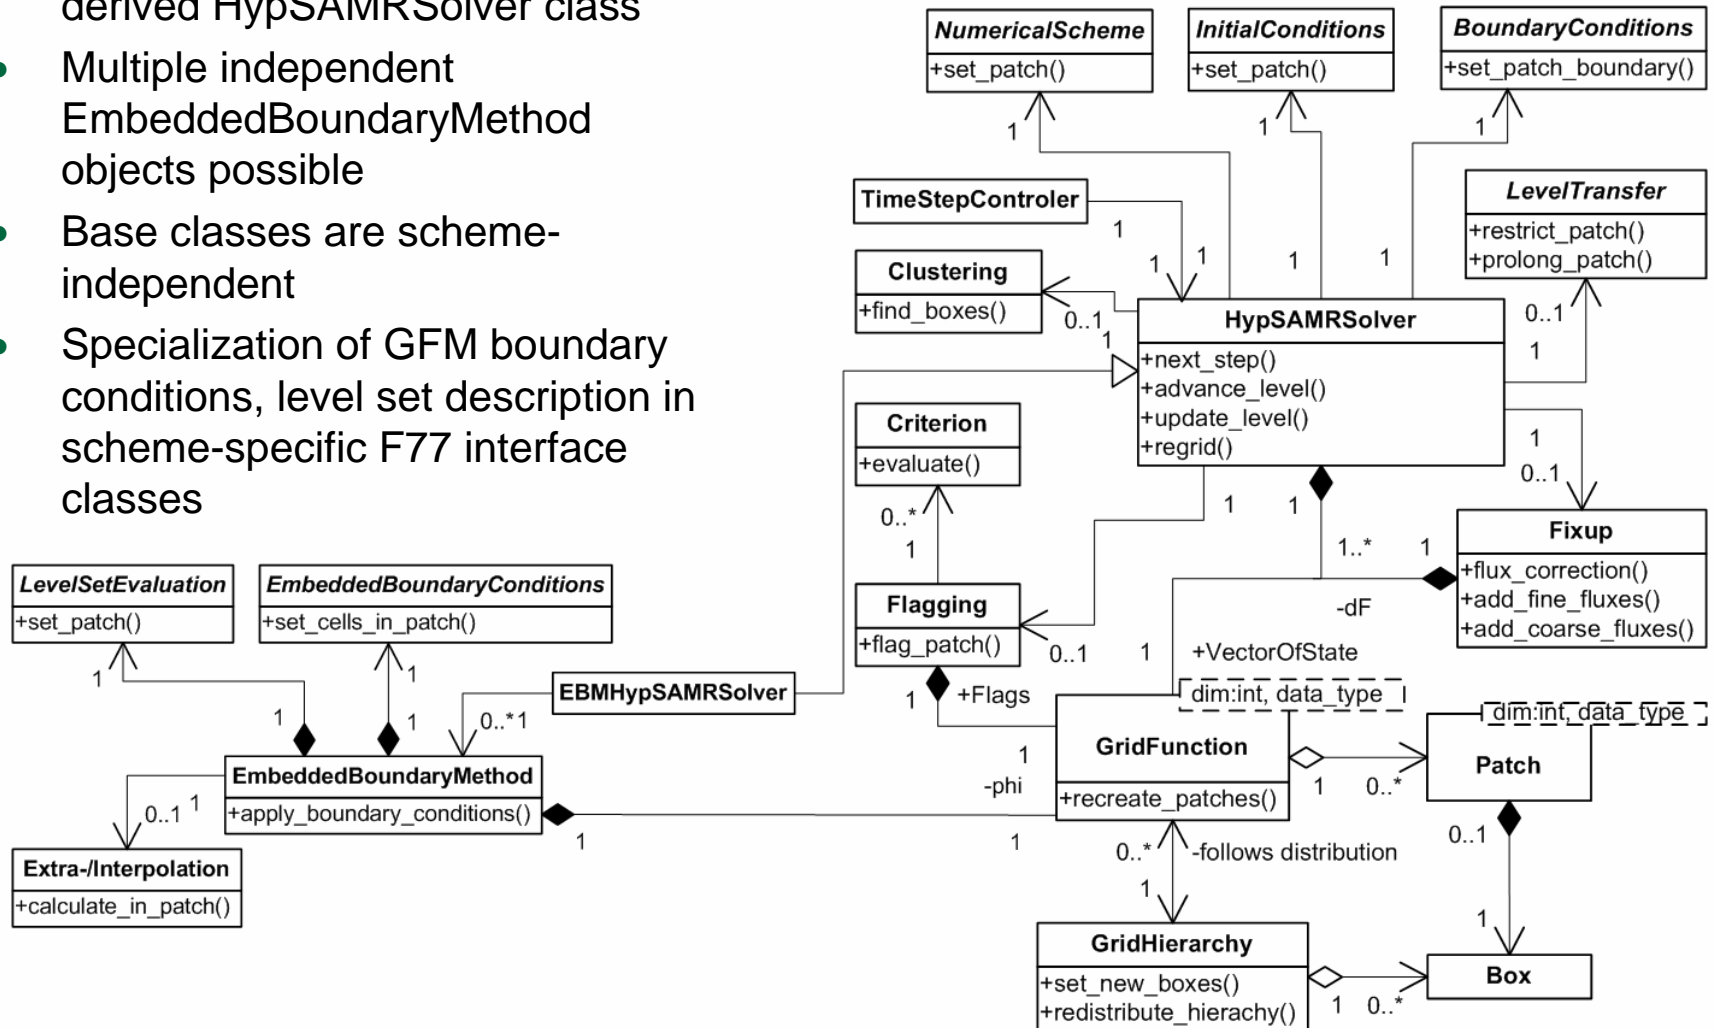 derived HypSAMRSolver class
• Multiple independent
EmbeddedBoundaryMethod
objects possible
• Base classes are scheme-
independent
• Specialization of GFM boundary
conditions, level set description in
scheme-specific F77 interface
classes
NumericalScheme
+set_patch()
1
InitialConditions
+set_patch()
1
BoundaryConditions
+set_patch_boundary()
1
TimeStepControler
1
1
1
1
1
LevelTransfer
+restrict_patch()
+prolong_patch()
0..1
1
Clustering
+find_boxes()
0..1
1
HypSAMRSolver
+next_step()
+advance_level()
+update_level()
+regrid()
1
0..1
1
1
Criterion
+evaluate()
0..*
1
Flagging
+flag_patch()
0..1
1
+Flags
1..*
1
-dF
1
+VectorOfState
Fixup
+flux_correction()
+add_fine_fluxes()
+add_coarse_fluxes()
LevelSetEvaluation
+set_patch()
1
1
EmbeddedBoundaryConditions
+set_cells_in_patch()
1
1
EBMHypSAMRSolver
0..*1
EmbeddedBoundaryMethod
+apply_boundary_conditions()
1
0..1
1
Extra-/Interpolation
+calculate_in_patch()
dim:int, data_type
GridFunction
+recreate_patches()
1
-phi
1
1
0..*
dim:int, data_type
Patch
0..1
1
0..*
-follows distribution
1
GridHierarchy
+set_new_boxes()
+redistribute_hierachy()
1
0..*
Box